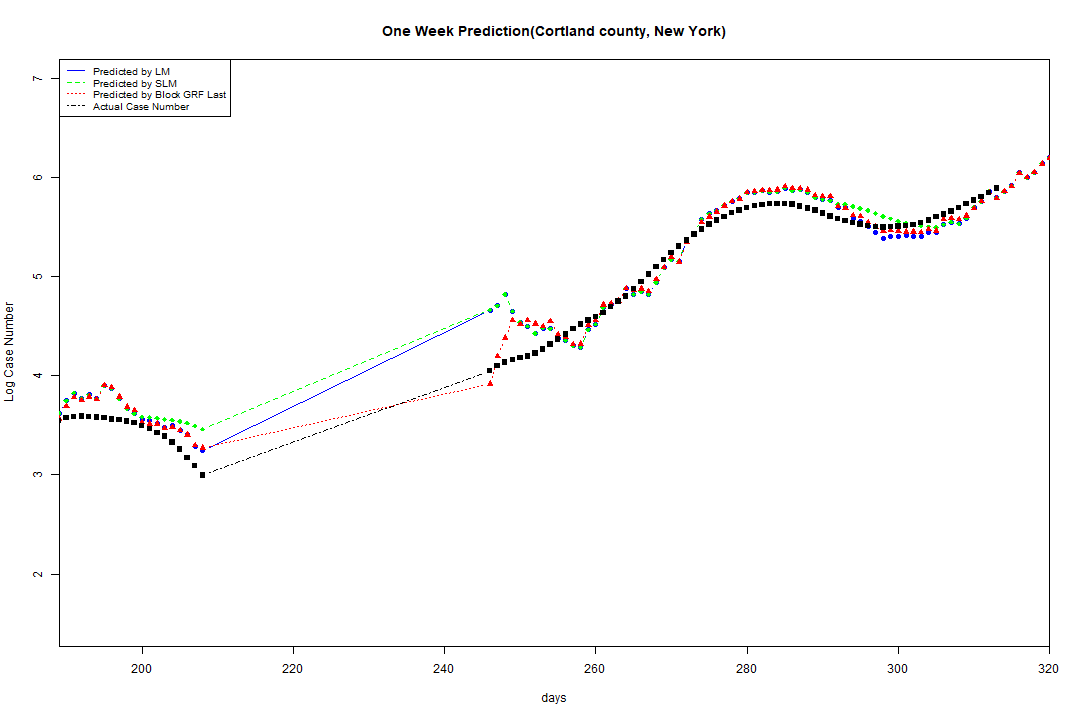 One Week Prediction(Cortland county, New York)
Predicted by LM
Predicted by SLM
Predicted by Block GRF Last
Actual Case Number
7
6
5
4
3
2
Log Case Number
200 220 240 260 280 300 320
days